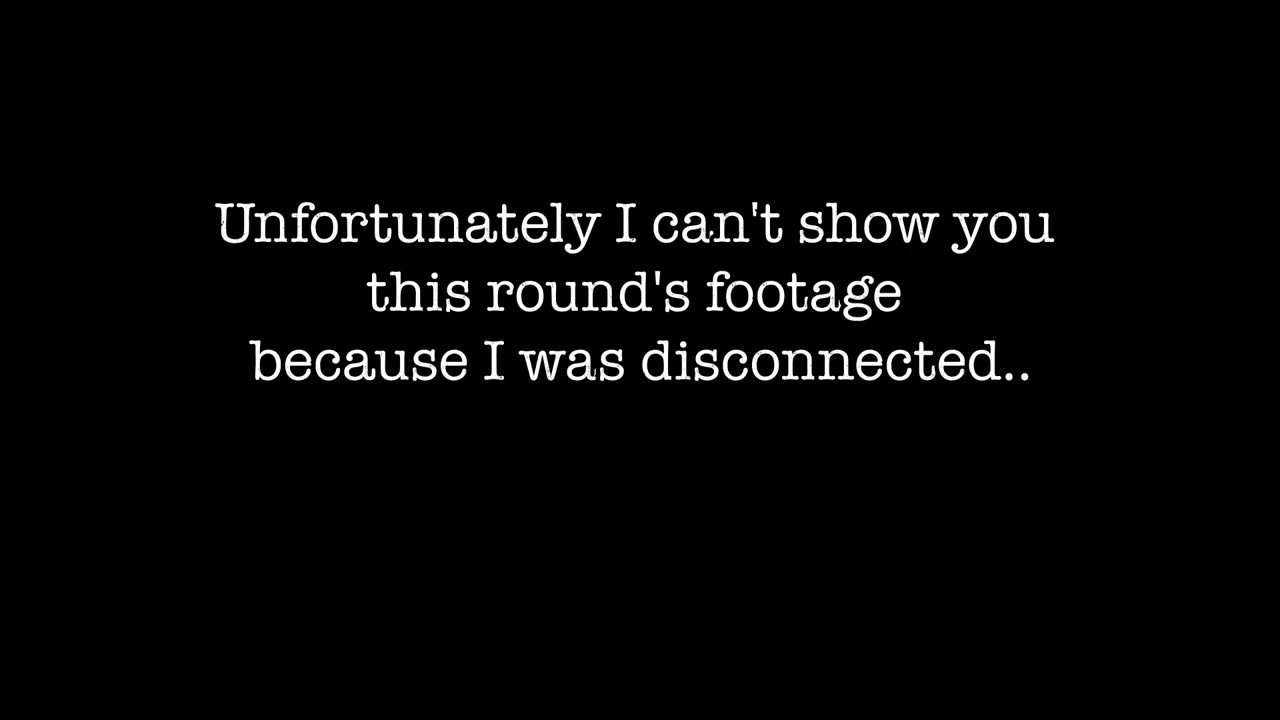 Unfortunately I can't show you
this round's footage
because I was disconnected..